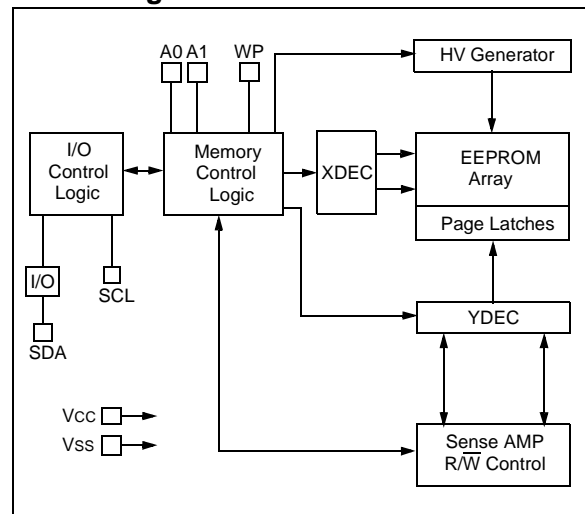 A0 A1 WP
HV Generator
I/O
Control
Logic
Memory
Control
Logic
XDEC
EEPROM
Array
Page Latches
I/O
SCL
SDA
YDEC
Vcc
Vss
Sense AMP
R/W̅ Control